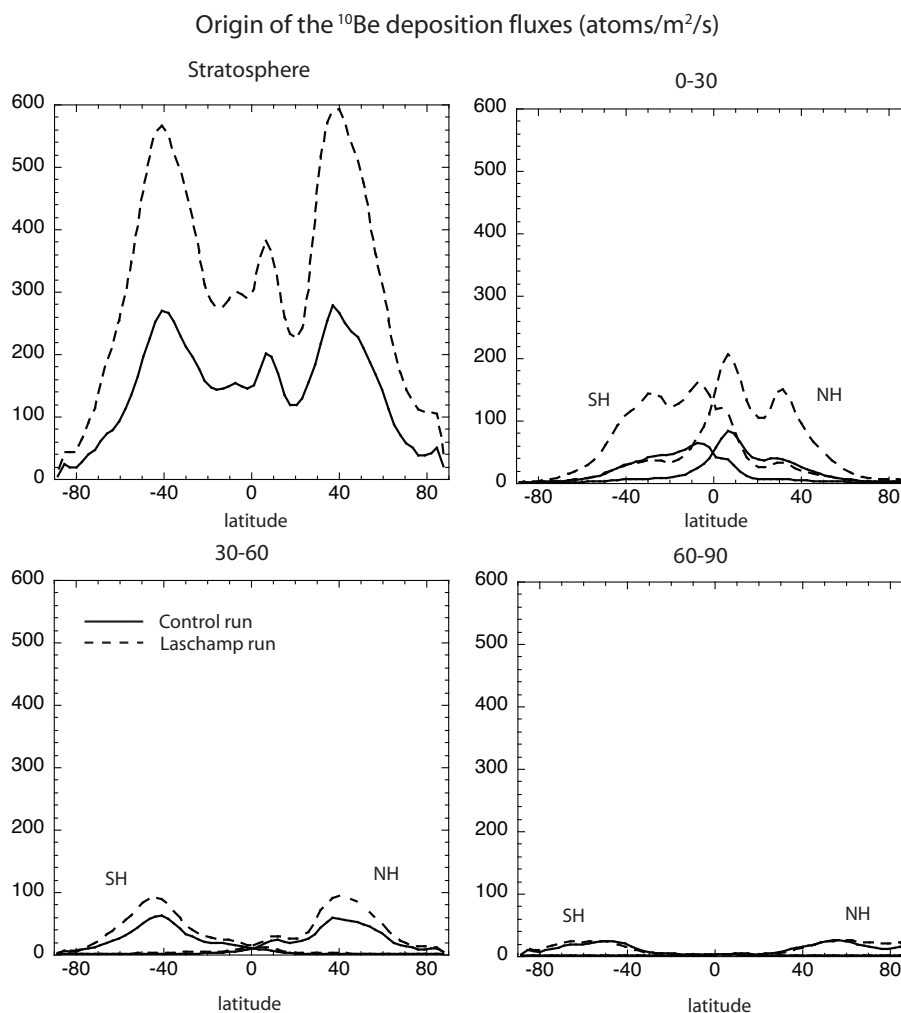 Origin of the ¹⁰Be deposition fluxes (atoms/m²/s)
Stratosphere
600
500
400
300
200
100
0
-80 -40 0 40 80
latitude
0-30
600
500
400
300
200
100
0
SH
NH
-80 -40 0 40 80
latitude
30-60
600
500
400
300
200
100
0
Control run
Laschamp run
SH
NH
-80 -40 0 40 80
latitude
60-90
600
500
400
300
200
100
0
SH
NH
-80 -40 0 40 80
latitude